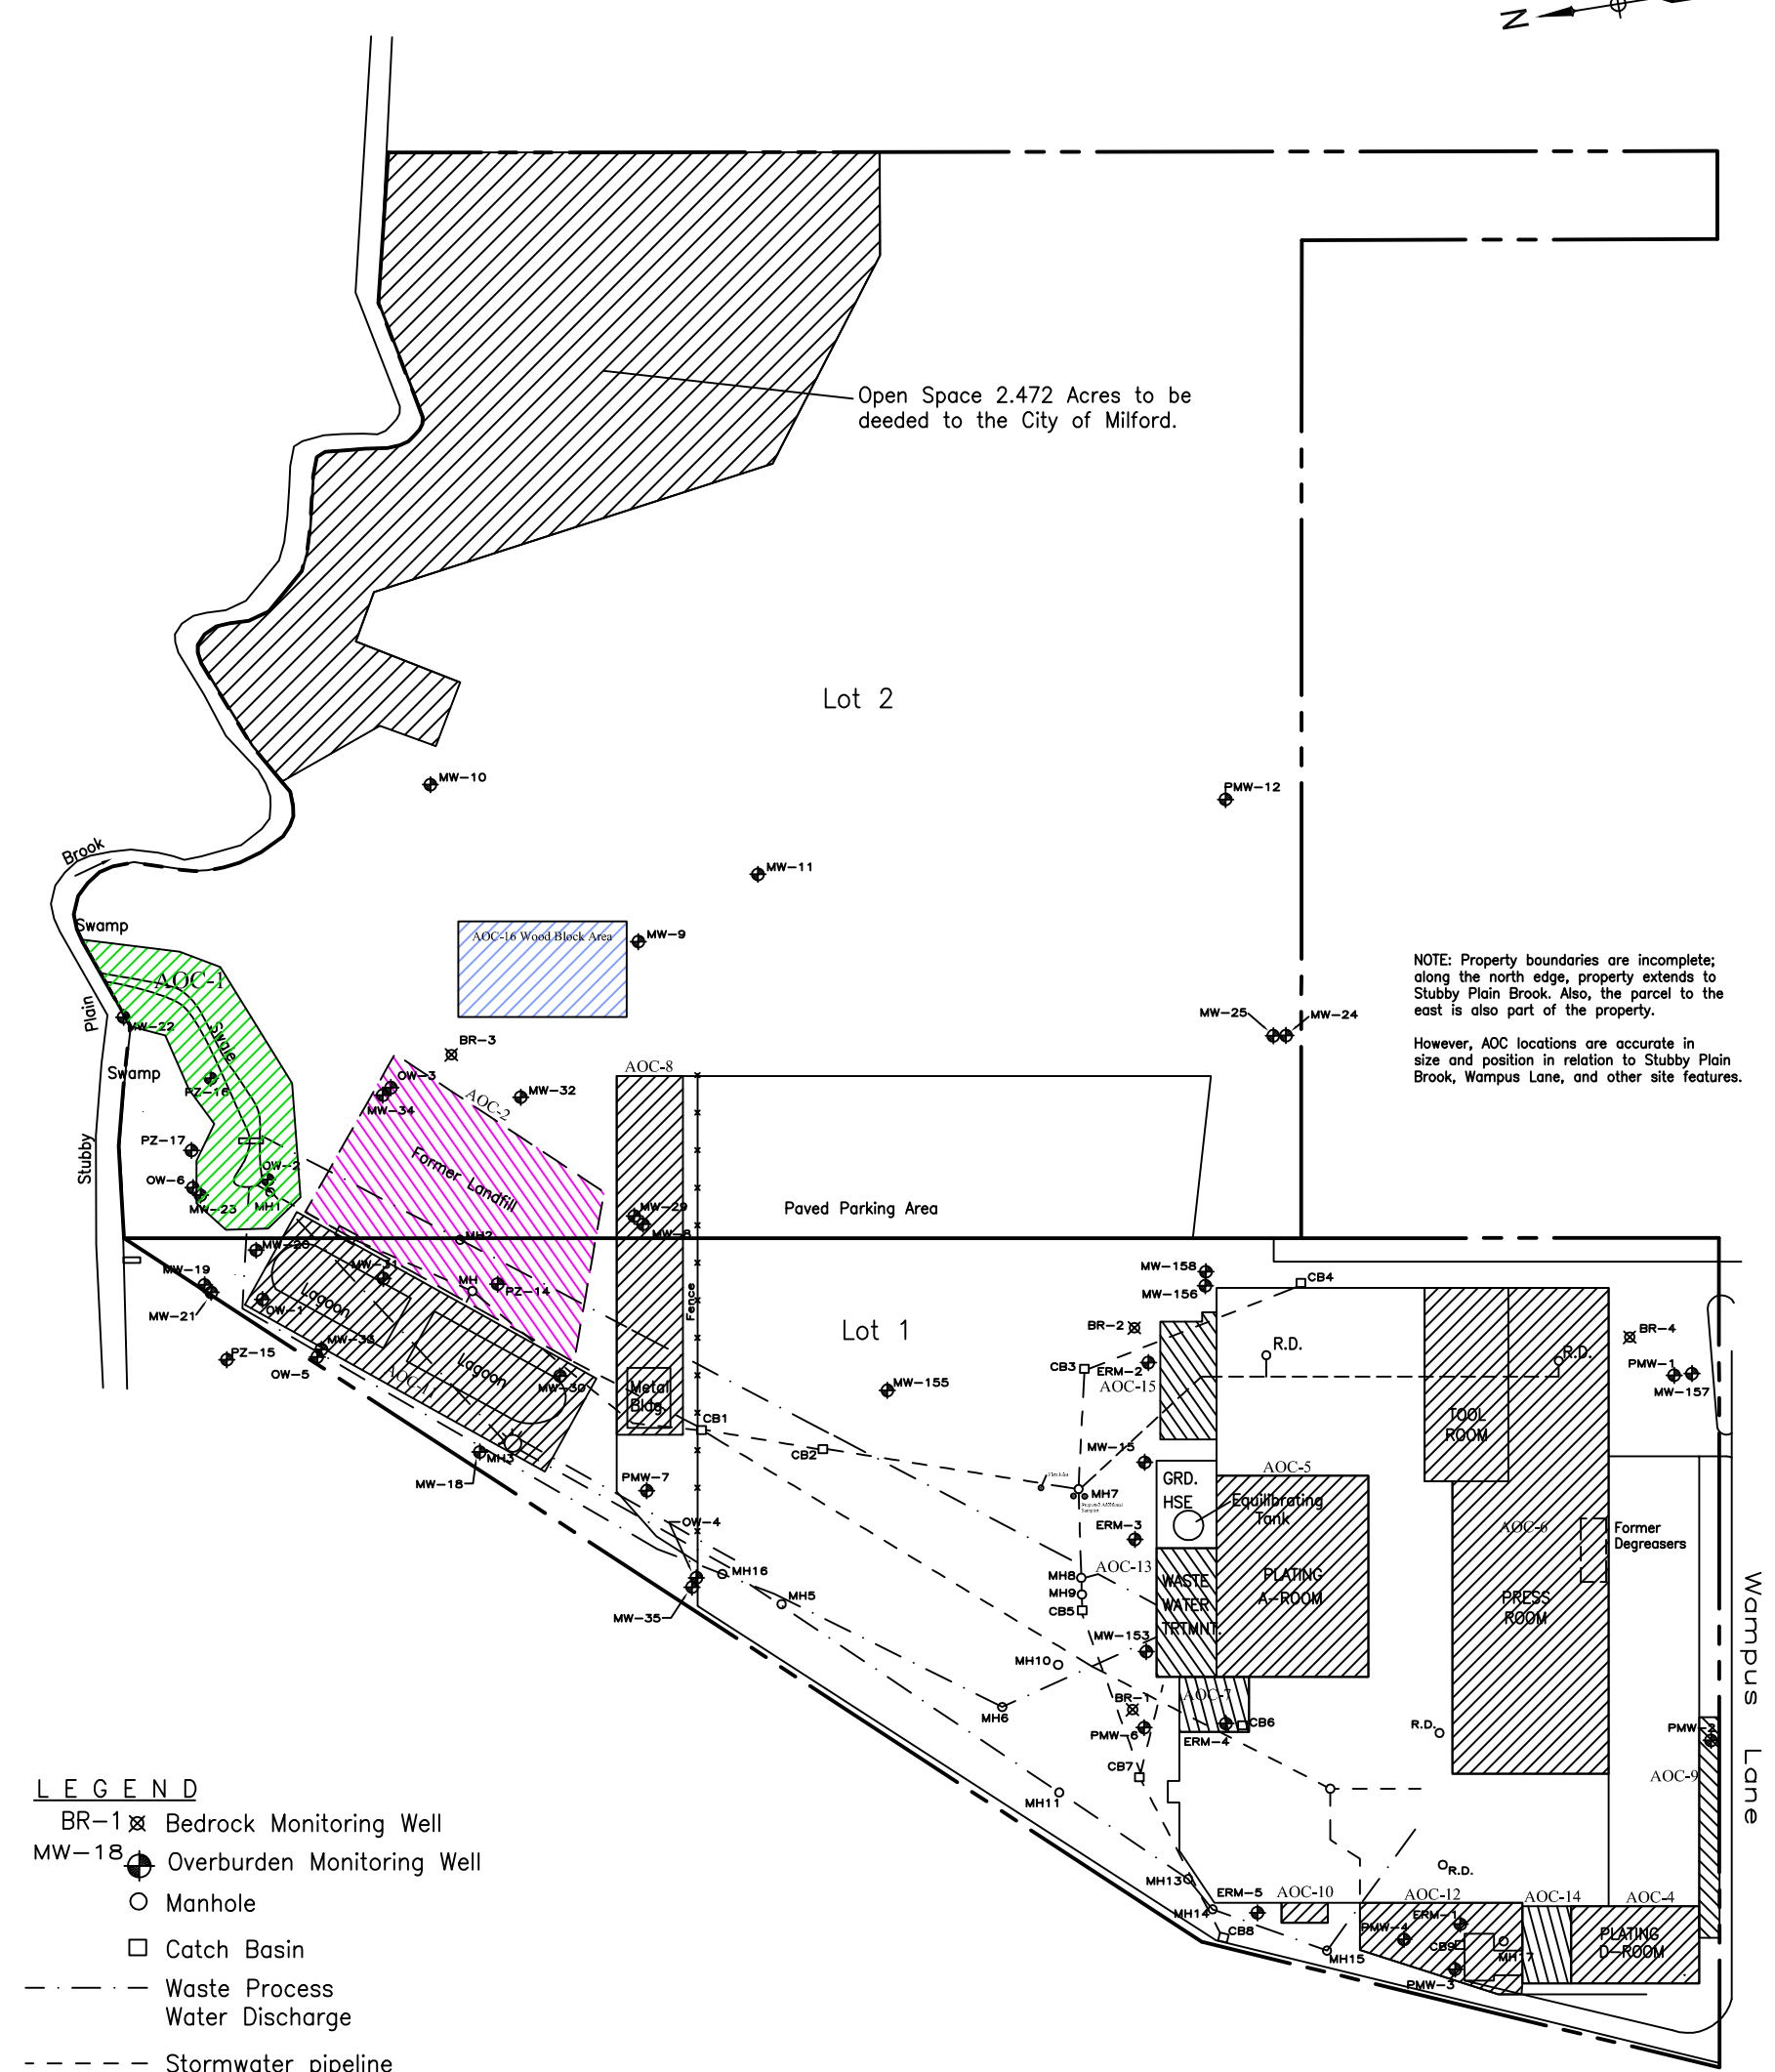 N
Open Space 2.472 Acres to be
deeded to the City of Milford.
Lot 2
MW-10
PMW-12
Brook
MW-11
Swamp
AOC-16 Wood Block Area
MW-9
NOTE: Property boundaries are incomplete;
along the north edge, property extends to
Stubby Plain Brook. Also, the parcel to the
east is also part of the property.
However, AOC locations are accurate in
size and position in relation to Stubby Plain
Brook, Wampus Lane, and other site features.
AOC-1
Plain
MW-22
Swale
MW-25
MW-24
BR-3
Swamp
PZ-16
OW-3
MW-34
AOC-2
MW-32
AOC-8
Stubby
PZ-17
OW-6
OW-2
MW-23
MH1
Former Landfill
MW-29
MW-8
Paved Parking Area
MH2
MW-20
MW-19
MW-21
MW-31
MH
PZ-14
Lagoon
OW-1
Fence
MW-158
MW-156
CB4
Lot 1
BR-2
R.D.
R.D.
BR-4
PZ-15
MW-33
OW-5
Lagoon
AOC-11
MW-30
Metal
Bldg.
MW-155
CB3
ERM-2
AOC-15
PMW-1
MW-157
CB1
CB2
TOOL
ROOM
MW-18
MH3
PMW-7
MW-15
AOC-5
MH7
GRD.
HSE
Equilibrating
Tank
OW-4
ERM-3
AOC-6
Former
Degreasers
MH16
MH5
MW-35
AOC-13
MH8
MH9
CB5
WASTE
WATER
TRTMNT.
PLATING
A-ROOM
PRESS
ROOM
Wampus Lane
MW-153
MH10
MH6
BR-1
PMW-6
AOC-7
ERM-4
CB6
R.D.
PMW-2
CB7
AOC-9
MH11
MH13
MH14
R.D.
ERM-5
AOC-10
AOC-12
AOC-14
AOC-4
CB8
MH15
PMW-4
ERM-1
CB9
MH17
PMW-3
PLATING
D-ROOM
LEGEND
BR-1 Bedrock Monitoring Well
MW-18 Overburden Monitoring Well
Manhole
Catch Basin
Waste Process
Water Discharge
Stormwater pipeline